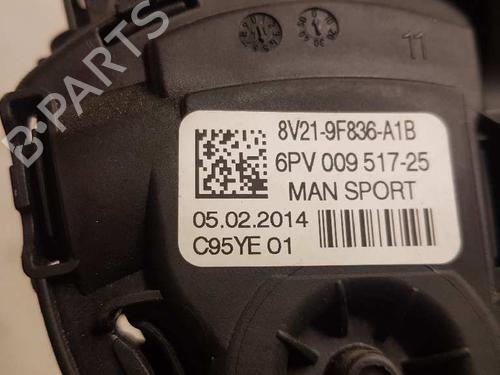 11
8V21-9F836-A1B
6PV 009 517-25
MAN SPORT
05.02.2014
C95YE 01
B-PARTS